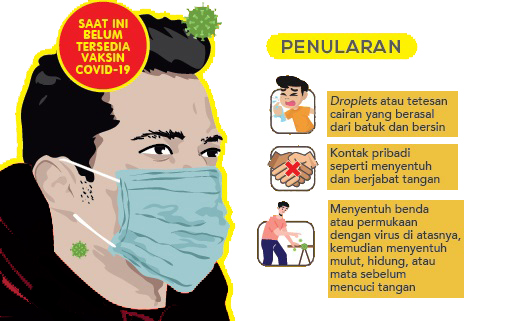 SAAT INI
BELUM
TERSEDIA
VAKSIN
COVID-19
PENULARAN
Droplets atau tetesan
cairan yang berasal
dari batuk dan bersin
Kontak pribadi
seperti menyentuh
dan berjabat tangan
Menyentuh benda
atau permukaan
dengan virus di atasnya,
kemudian menyentuh
mulut, hidung, atau
mata sebelum
mencuci tangan